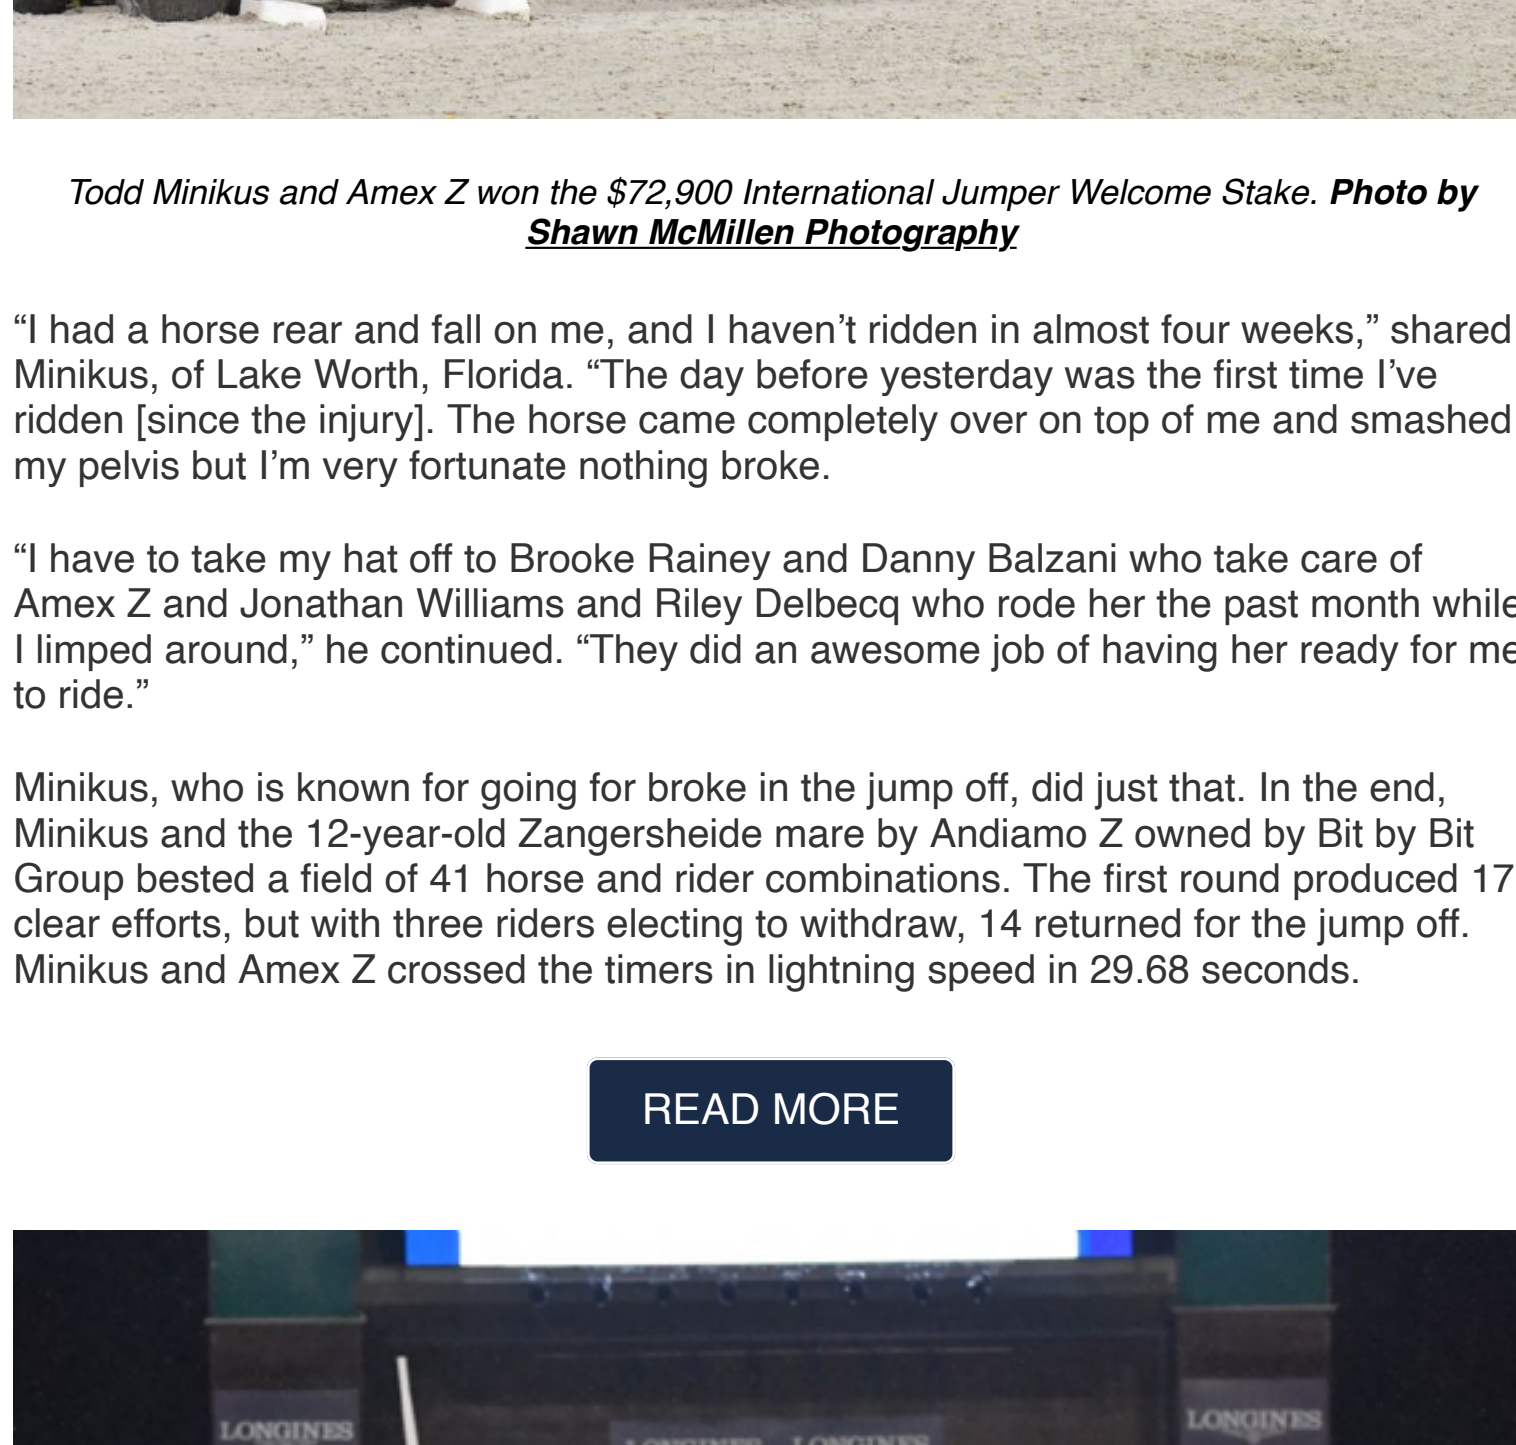 Todd Minikus and Amex Z won the $72,900 International Jumper Welcome Stake. Photo by
Shawn McMillen Photography
“I had a horse rear and fall on me, and I haven’t ridden in almost four weeks,” shared
Minikus, of Lake Worth, Florida. “The day before yesterday was the first time I’ve
ridden [since the injury]. The horse came completely over on top of me and smashed
my pelvis but I’m very fortunate nothing broke.
“I have to take my hat off to Brooke Rainey and Danny Balzani who take care of
Amex Z and Jonathan Williams and Riley Delbecq who rode her the past month while
I limped around,” he continued. “They did an awesome job of having her ready for me
to ride.”
Minikus, who is known for going for broke in the jump off, did just that. In the end,
Minikus and the 12-year-old Zangersheide mare by Andiamo Z owned by Bit by Bit
Group bested a field of 41 horse and rider combinations. The first round produced 17
clear efforts, but with three riders electing to withdraw, 14 returned for the jump off.
Minikus and Amex Z crossed the timers in lightning speed in 29.68 seconds.
READ MORE
LONGINES LONGINES
LONGINES LONGINES